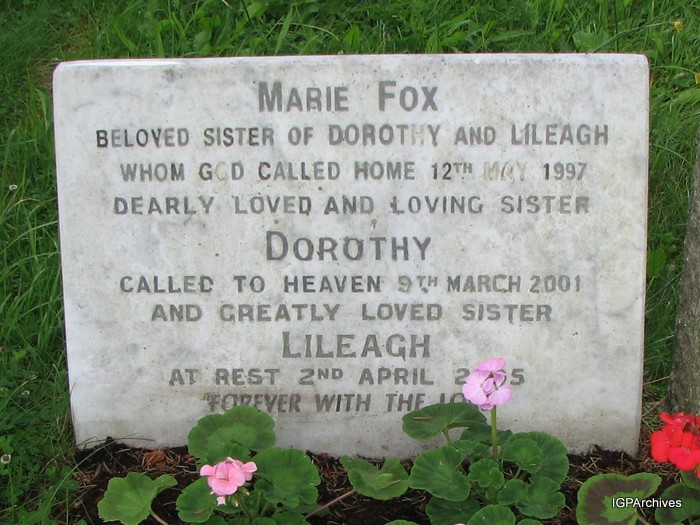 MARIE FOX
BELOVED SISTER OF DOROTHY AND LILEAGH
WHOM GOD CALLED HOME 12TH MAY 1997
DEARLY LOVED AND LOVING SISTER
DOROTHY
CALLED TO HEAVEN 9TH MARCH 2001
AND GREATLY LOVED SISTER
LILEAGH
AT REST 2ND APRIL
"FOREVER WITH THE
IGPArchives